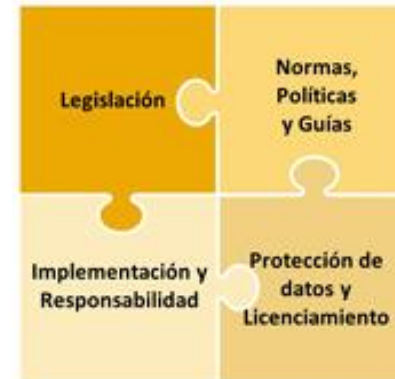 Legislación
Normas,
Políticas
y Guías
Implementación y
Responsabilidad
Protección de
datos y
Licenciamiento